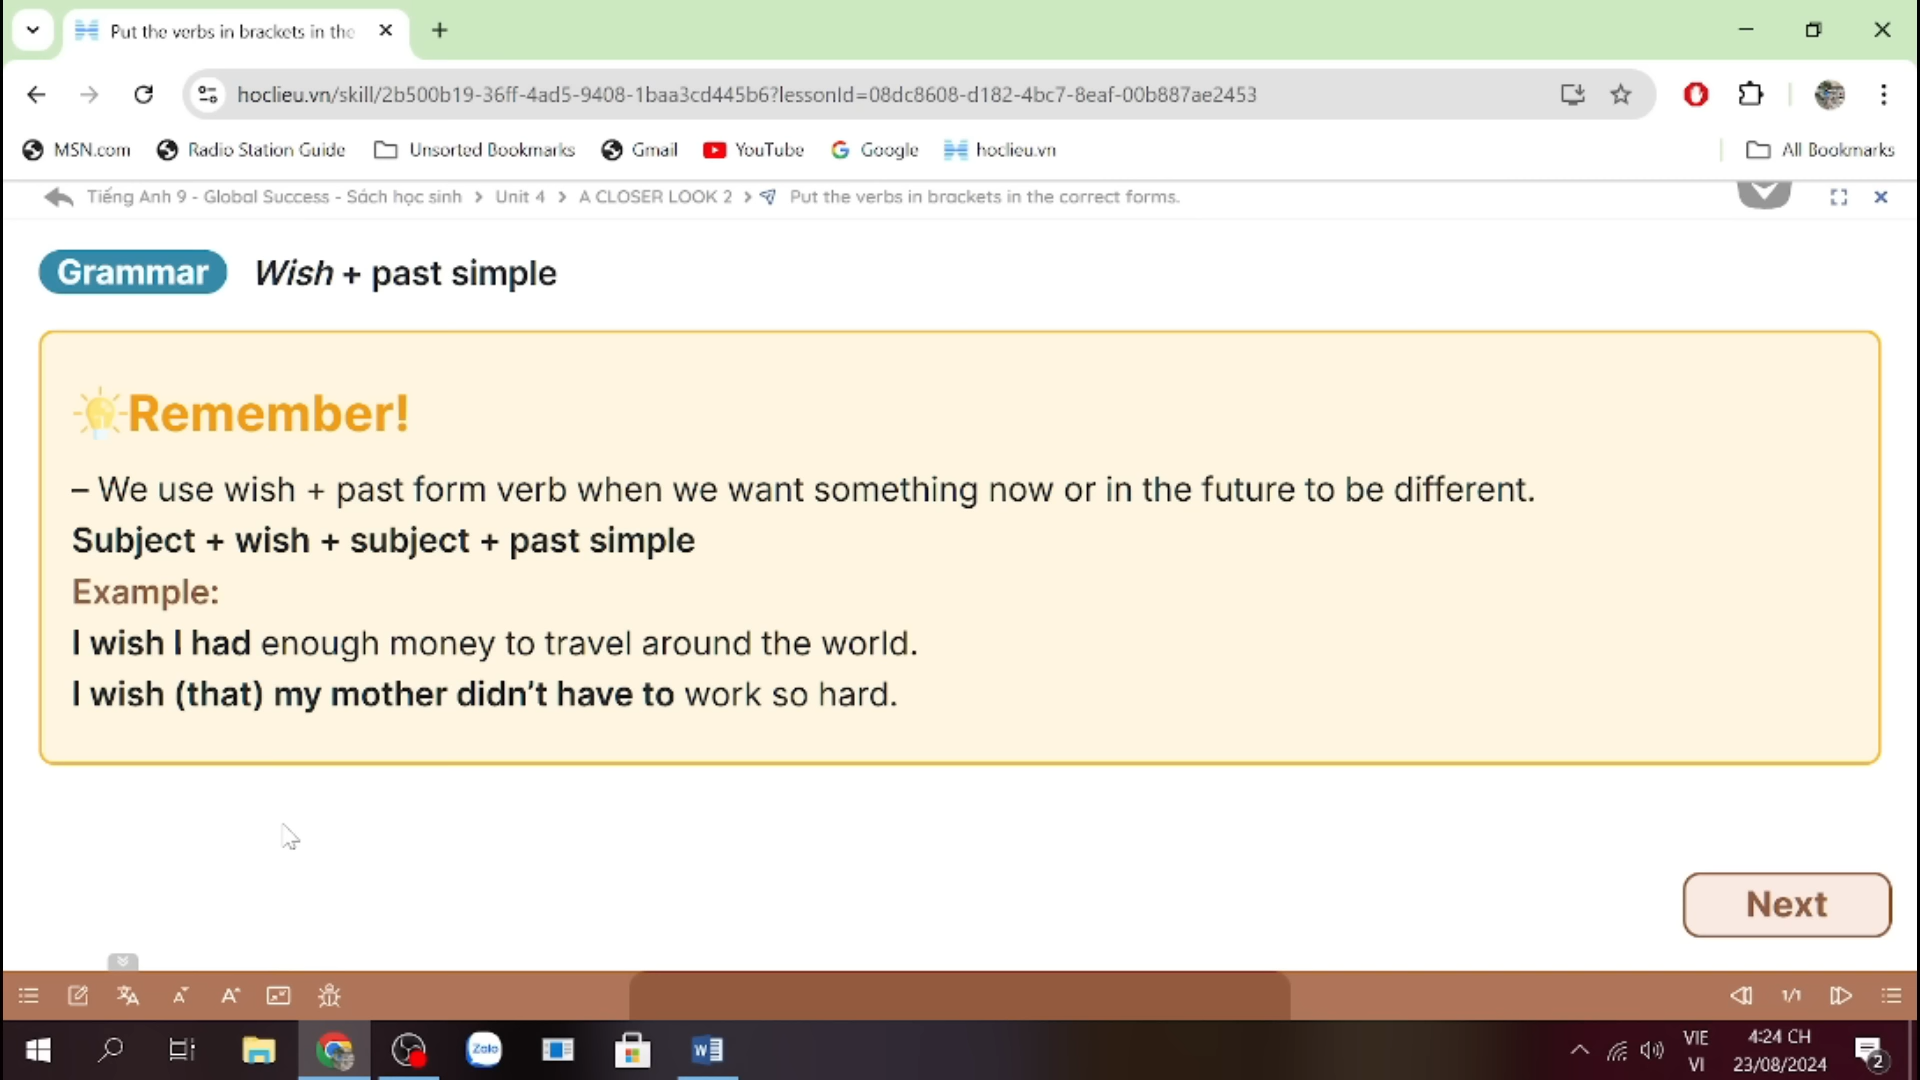 Put the verbs in brackets in the
hoclieu.vn/skill/2b500b19-36ff-4ad5-9408-1baa3cd445b6?lessonId=08dc8608-d182-4bc7-8eaf-00b887ae2453
MSN.com Radio Station Guide Unsorted Bookmarks Gmail YouTube Google hoclieu.vn All Bookmarks
Tiếng Anh 9 - Global Success - Sách học sinh > Unit 4 > A CLOSER LOOK 2 > Put the verbs in brackets in the correct forms.
Grammar Wish + past simple
Remember!
– We use wish + past form verb when we want something now or in the future to be different.
Subject + wish + subject + past simple
Example:
I wish I had enough money to travel around the world.
I wish (that) my mother didn't have to work so hard.
Next
1/1
Zalo
VIE
VI
4:24 CH
23/08/2024
2